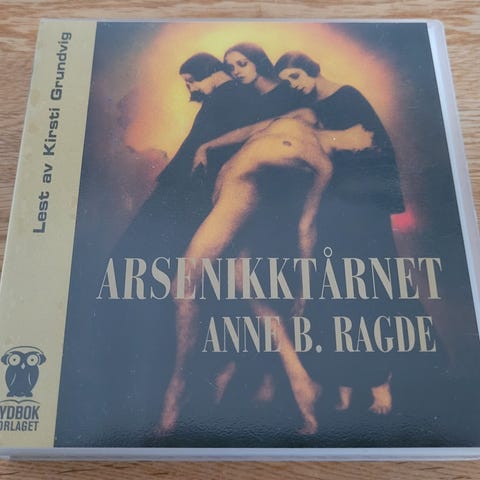 Lest av Kirsti Grundvig
ARSENIKKTÅRNET
ANNE B. RAGDE
YDBOK
ORLAGET